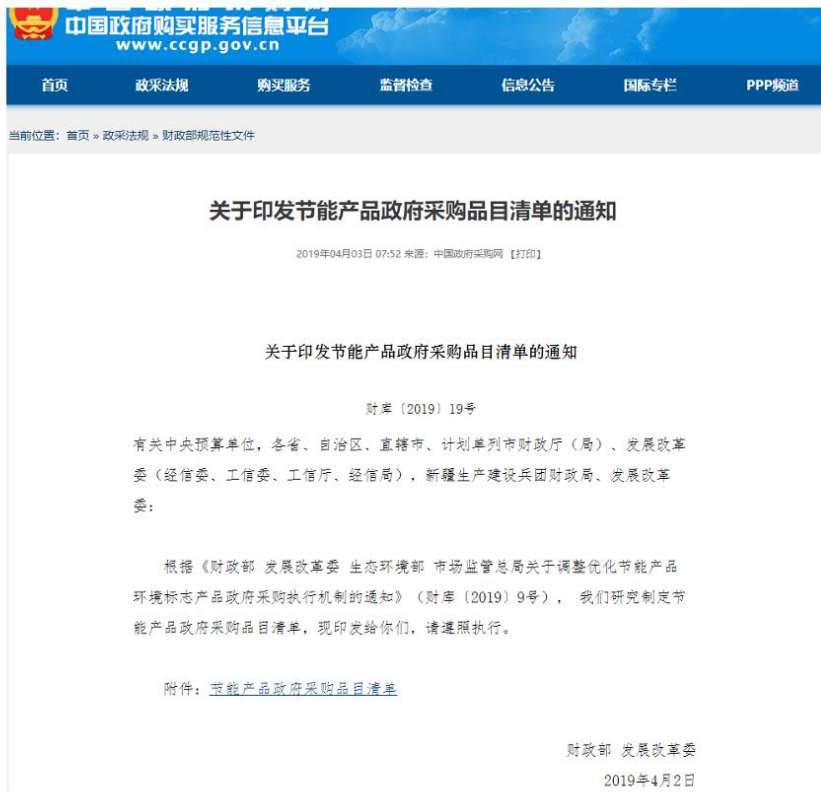 中国政府购买服务信息平台
www.ccgp.gov.cn
首页 政采法规 购买服务 监督检查 信息公告 国际专栏 PPP频道
当前位置：首页 » 政采法规 » 财政部规范性文件
关于印发节能产品政府采购品目清单的通知
2019年04月03日 07:52 来源：中国政府采购网 【打印】
关于印发节能产品政府采购品目清单的通知
财库〔2019〕19号
有关中央预算单位，各省、自治区、直辖市、计划单列市财政厅（局）、发展改革
委（经信委、工信委、工信厅、经信局），新疆生产建设兵团财政局、发展改革
委：
根据《财政部 发展改革委 生态环境部 市场监管总局关于调整优化节能产品
环境标志产品政府采购执行机制的通知》（财库〔2019〕9号）， 我们研究制定节
能产品政府采购品目清单，现印发给你们，请遵照执行。
附件：节能产品政府采购品目清单
财政部 发展改革委
2019年4月2日